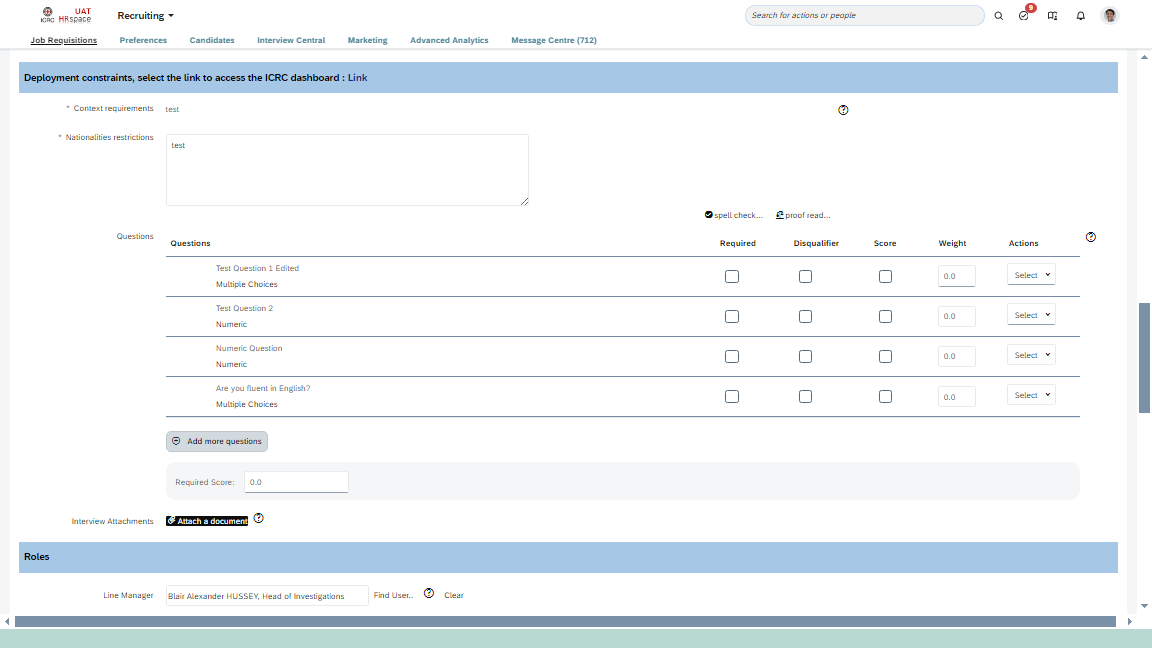 ICRC UAT HRspace
Recruiting
Search for actions or people
9
Job Requisitions Preferences Candidates Interview Central Marketing Advanced Analytics Message Centre (712)
Deployment constraints, select the link to access the ICRC dashboard : Link
* Context requirements test
* Nationalities restrictions test
spell check... proof read...
Questions
Questions Required Disqualifier Score Weight Actions
Test Question 1 Edited
Multiple Choices
0.0 Select
Test Question 2
Numeric
0.0 Select
Numeric Question
Numeric
0.0 Select
Are you fluent in English?
Multiple Choices
0.0 Select
Add more questions
Required Score: 0.0
Interview Attachments Attach a document
Roles
Line Manager Blair Alexander HUSSEY, Head of Investigations Find User.. Clear